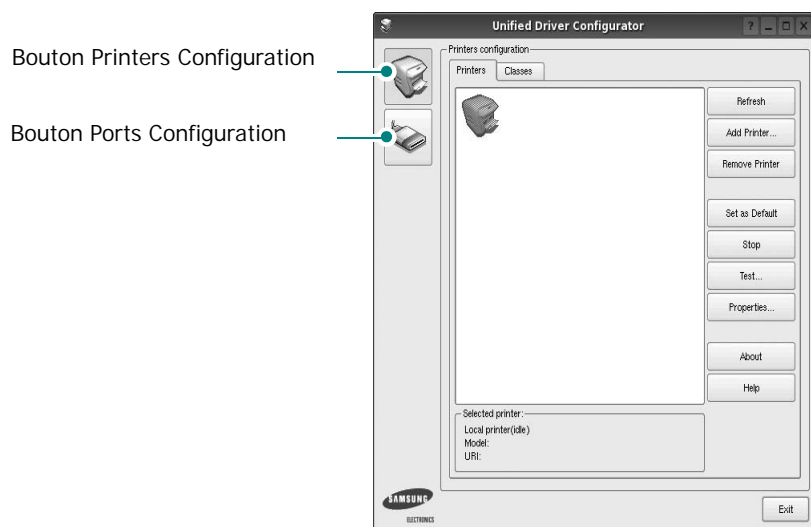 Unified Driver Configurator
Bouton Printers Configuration
Bouton Ports Configuration
Printers configuration
Printers
Classes
Refresh
Add Printer...
Remove Printer
Set as Default
Stop
Test...
Properties...
About
Help
Selected printer:
Local printer(idle)
Model:
URI:
SAMSUNG
ELECTRONICS
Exit